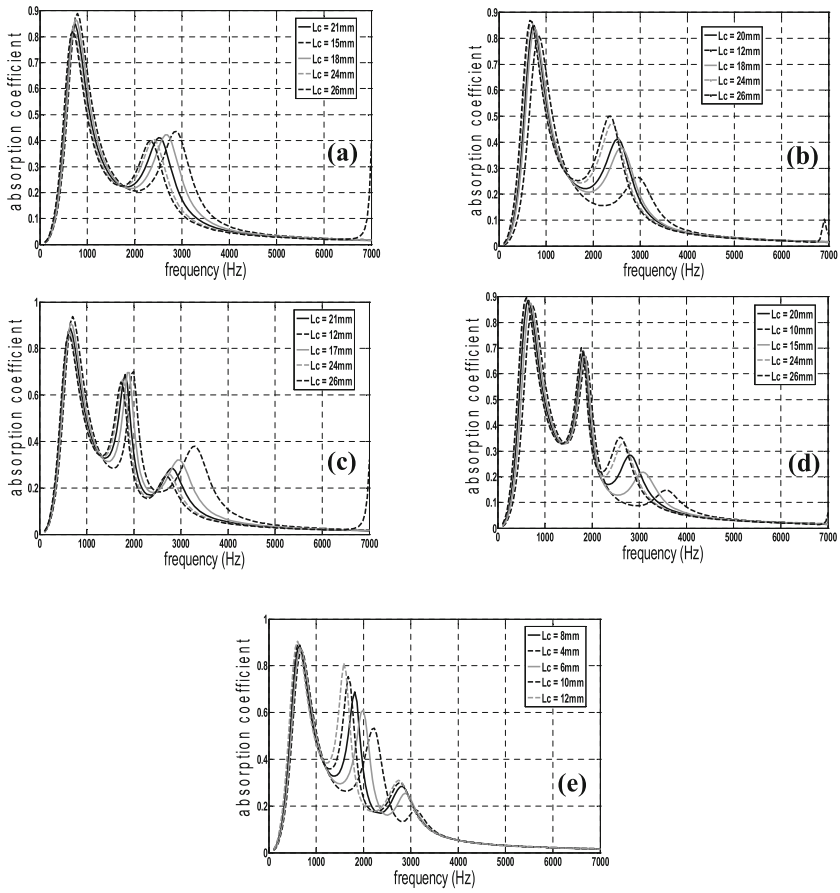 absorption coefficient
0.9
0.8
0.7
0.6
0.5
0.4
0.3
0.2
0.1
0
0 1000 2000 3000 4000 5000 6000 7000
frequency (Hz)
Lc = 21mm
Lc = 15mm
Lc = 18mm
Lc = 24mm
Lc = 26mm
(a)
absorption coefficient
0.9
0.8
0.7
0.6
0.5
0.4
0.3
0.2
0.1
0
0 1000 2000 3000 4000 5000 6000 7000
frequency (Hz)
Lc = 20mm
Lc = 12mm
Lc = 18mm
Lc = 24mm
Lc = 26mm
(b)
absorption coefficient
1
0.8
0.6
0.4
0.2
0
0 1000 2000 3000 4000 5000 6000 7000
frequency (Hz)
Lc = 21mm
Lc = 12mm
Lc = 17mm
Lc = 24mm
Lc = 26mm
(c)
absorption coefficient
0.9
0.8
0.7
0.6
0.5
0.4
0.3
0.2
0.1
0
0 1000 2000 3000 4000 5000 6000 7000
frequency (Hz)
Lc = 20mm
Lc = 10mm
Lc = 15mm
Lc = 24mm
Lc = 26mm
(d)
absorption coefficient
1
0.8
0.6
0.4
0.2
0
0 1000 2000 3000 4000 5000 6000 7000
frequency (Hz)
Lc = 8mm
Lc = 4mm
Lc = 6mm
Lc = 10mm
Lc = 12mm
(e)